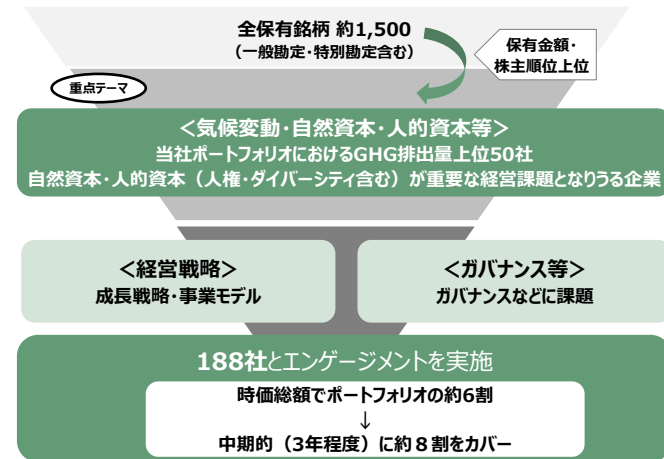 全保有銘柄 約1,500
（一般勘定・特別勘定含む）
保有金額・
株主順位上位
重点テーマ
＜気候変動・自然資本・人的資本等＞
当社ポートフォリオにおけるGHG排出量上位50社
自然資本・人的資本（人権・ダイバーシティ含む）が重要な経営課題となりうる企業
＜経営戦略＞
成長戦略・事業モデル
＜ガバナンス等＞
ガバナンスなどに課題
188社とエンゲージメントを実施
時価総額でポートフォリオの約6割
↓
中期的（3年程度）に約８割をカバー